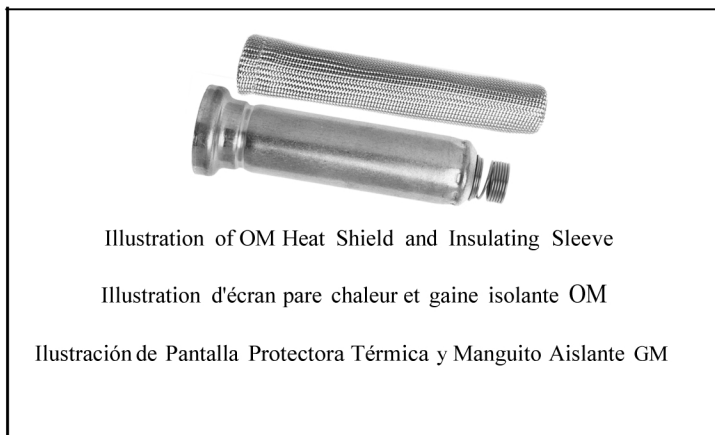 Illustration of OM Heat Shield and Insulating Sleeve
Illustration d'écran pare chaleur et gaine isolante OM
Ilustración de Pantalla Protectora Térmica y Manguito Aislante GM